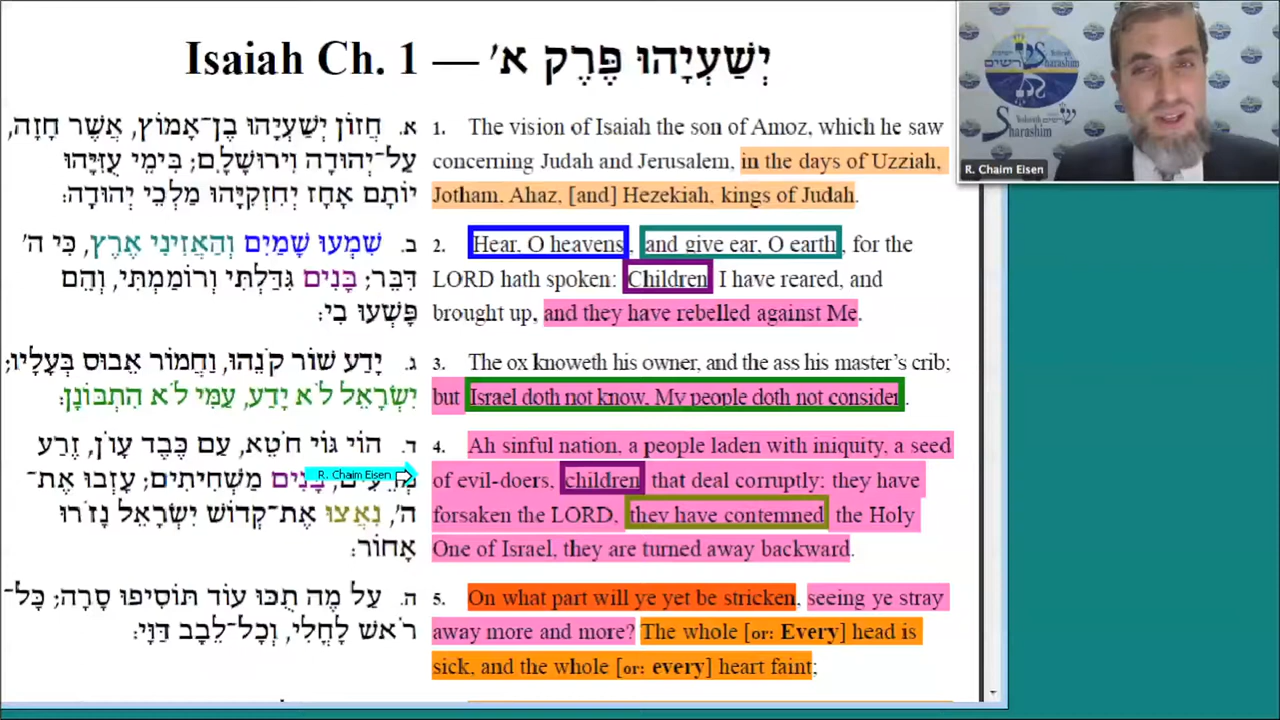 Isaiah Ch. 1 — יְשַׁעְיָהוּ פֶּרֶק א׳
א. חֲזוֹן יְשַׁעְיָהוּ בֶן־אָמוֹץ, אֲשֶׁר חָזָה,
עַל־יְהוּדָה וִירוּשָׁלִָם; בִּימֵי עֻזִּיָּהוּ
יוֹתָם אָחָז יְחִזְקִיָּהוּ מַלְכֵי יְהוּדָה:
1. The vision of Isaiah the son of Amoz, which he saw
concerning Judah and Jerusalem, in the days of Uzziah,
Jotham, Ahaz, [and] Hezekiah, kings of Judah.
ב. שִׁמְעוּ שָׁמַיִם וְהַאֲזִינִי אֶרֶץ, כִּי ה׳
דִּבֵּר; בָּנִים גִּדַּלְתִּי וְרוֹמַמְתִּי, וְהֵם
פָּשְׁעוּ בִי:
2. Hear, O heavens, and give ear, O earth, for the
LORD hath spoken: Children I have reared, and
brought up, and they have rebelled against Me.
ג. יָדַע שׁוֹר קֹנֵהוּ, וַחֲמוֹר אֵבוּס בְּעָלָיו;
יִשְׂרָאֵל לֹא יָדַע, עַמִּי לֹא הִתְבּוֹנָן:
3. The ox knoweth his owner, and the ass his master’s crib;
but Israel doth not know, My people doth not consider.
ד. הוֹי גּוֹי חֹטֵא, עַם כֶּבֶד עָוֹן, זֶרַע
בָּנִים מַשְׁחִיתִים; עָזְבוּ אֶת־
ה׳, נִאֲצוּ אֶת־קְדוֹשׁ יִשְׂרָאֵל נָזֹרוּ
אָחוֹר:
R. Chaim Eisen
4. Ah sinful nation, a people laden with iniquity, a seed
of evil-doers, children that deal corruptly: they have
forsaken the LORD, they have contemned the Holy
One of Israel, they are turned away backward.
ה. עַל מֶה תֻכּוּ עוֹד תּוֹסִיפוּ סָרָה; כָּל־
רֹאשׁ לָחֳלִי, וְכָל־לֵבָב דַּוָּי:
5. On what part will ye yet be stricken, seeing ye stray
away more and more? The whole [or: Every] head is
sick, and the whole [or: every] heart faint;
Sharashim
שרשים
Yeshivath
Sharashim
R. Chaim Eisen